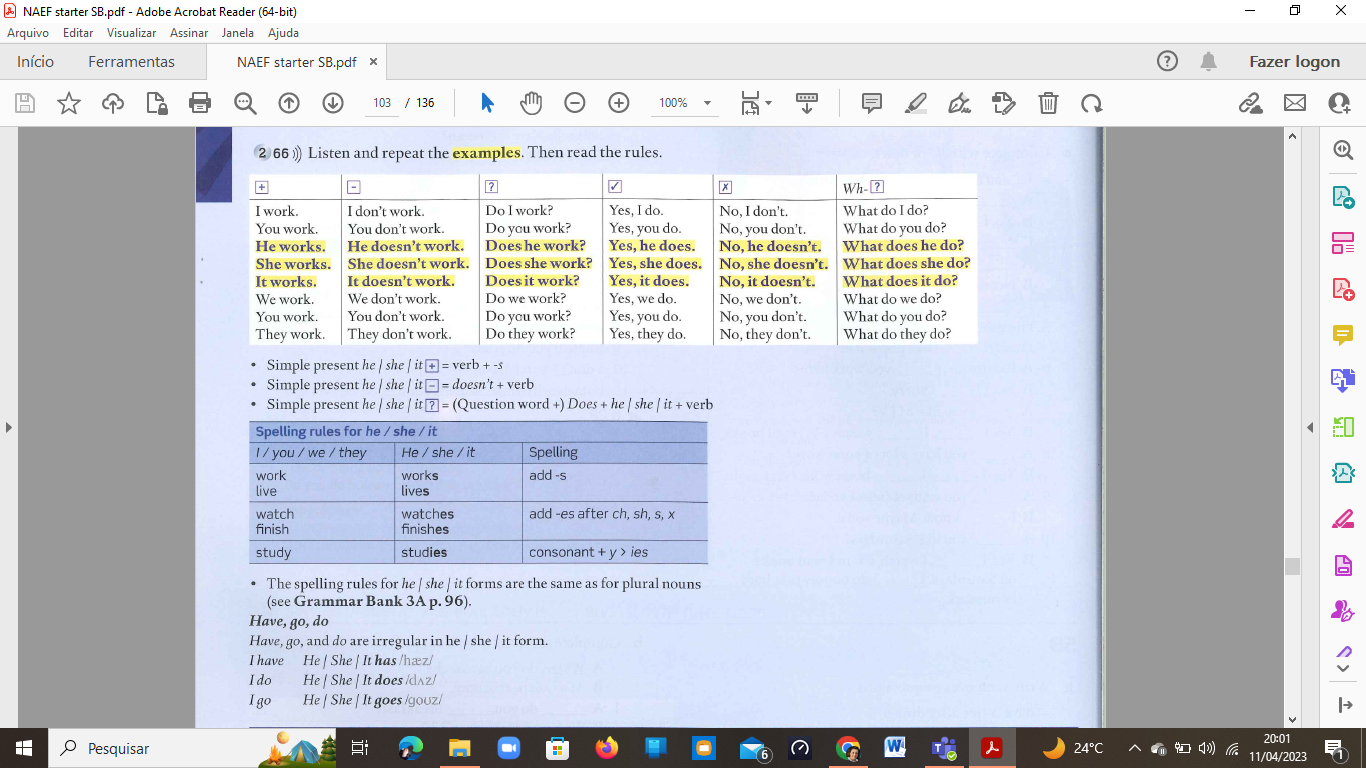 NAEF starter SB.pdf - Adobe Acrobat Reader (64-bit)
Arquivo Editar Visualizar Assinar Janela Ajuda
Início Ferramentas NAEF starter SB.pdf × Fazer logon
103 / 136 100%
2 66 Listen and repeat the examples. Then read the rules.
+ - ? ✓ ✗ Wh- ?
I work. I don't work. Do I work? Yes, I do. No, I don't. What do I do?
You work. You don't work. Do you work? Yes, you do. No, you don't. What do you do?
He works. He doesn't work. Does he work? Yes, he does. No, he doesn't. What does he do?
She works. She doesn't work. Does she work? Yes, she does. No, she doesn't. What does she do?
It works. It doesn't work. Does it work? Yes, it does. No, it doesn't. What does it do?
We work. We don't work. Do we work? Yes, we do. No, we don't. What do we do?
You work. You don't work. Do you work? Yes, you do. No, you don't. What do you do?
They work. They don't work. Do they work? Yes, they do. No, they don't. What do they do?
• Simple present he / she / it + = verb + -s
• Simple present he / she / it - = doesn't + verb
• Simple present he / she / it ? = (Question word +) Does + he / she / it + verb
Spelling rules for he / she / it
I / you / we / they He / she / it Spelling
work works add -s
live lives
watch watches add -es after ch, sh, s, x
finish finishes
study studies consonant + y > ies
• The spelling rules for he / she / it forms are the same as for plural nouns
(see Grammar Bank 3A p. 96).
Have, go, do
Have, go, and do are irregular in he / she / it form.
I have He / She / It has /hæz/
I do He / She / It does /dʌz/
I go He / She / It goes /goʊz/
Pesquisar 6 24°C 20:01
11/04/2023 1